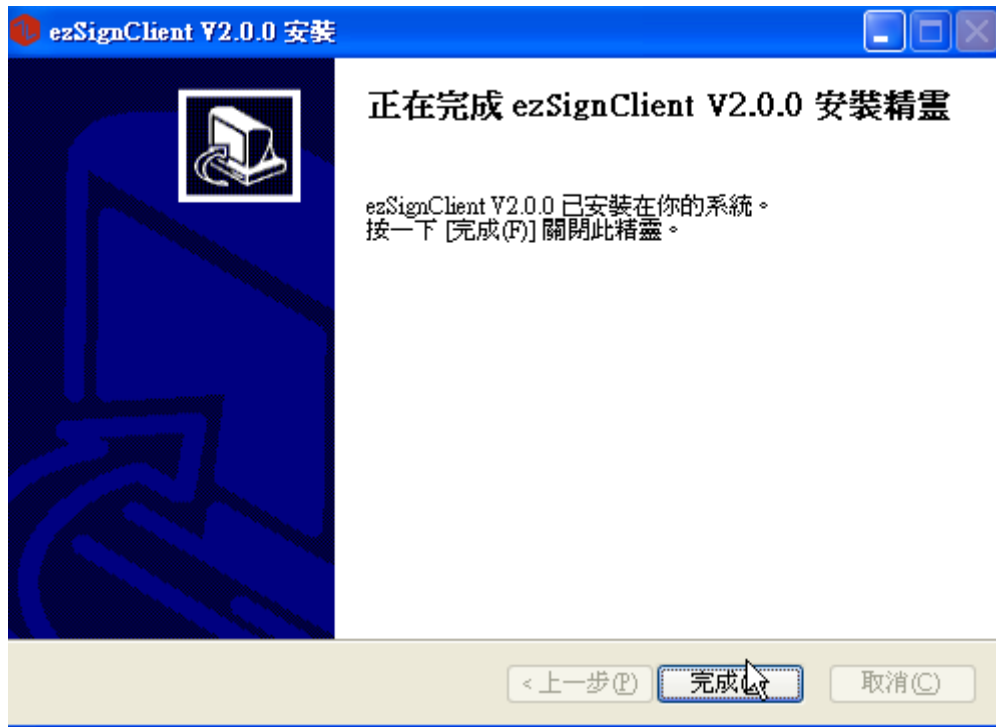 ezSignClient V2.0.0 安裝
正在完成 ezSignClient V2.0.0 安裝精靈
ezSignClient V2.0.0 已安裝在你的系統。
按一下 [完成(F)] 關閉此精靈。
<上一步(P) 完成 取消(C)